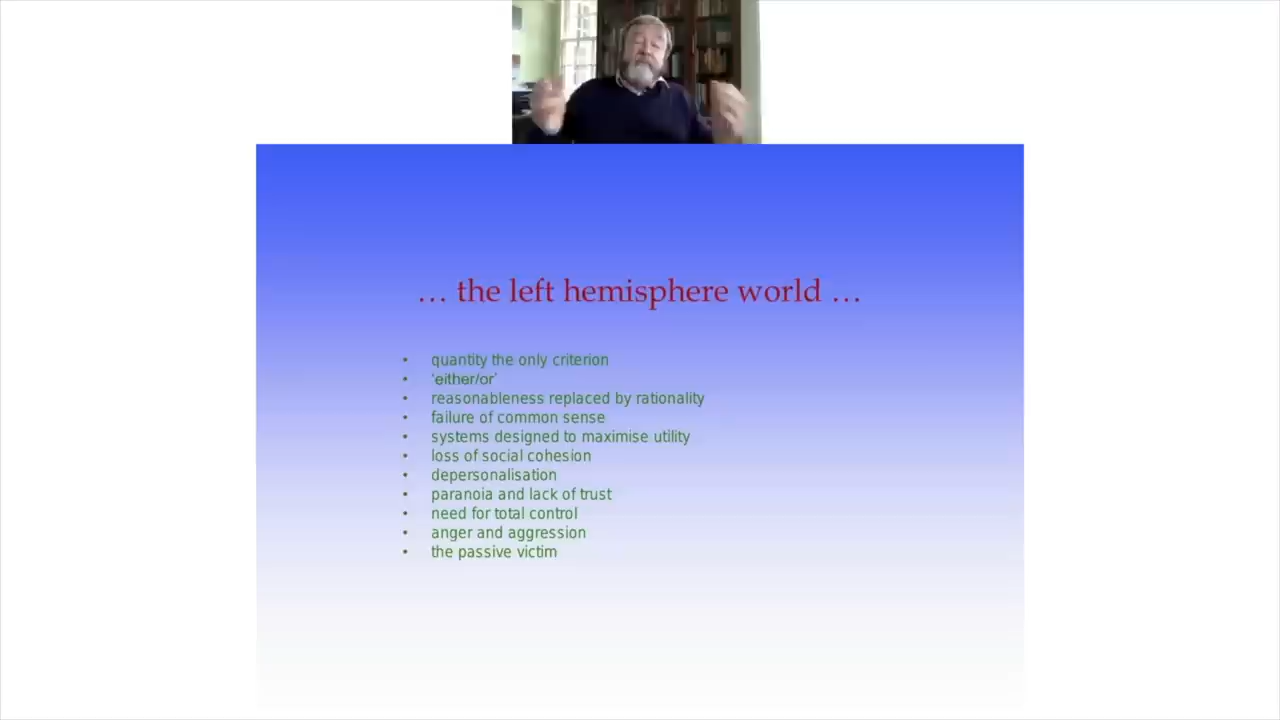 … the left hemisphere world …
• quantity the only criterion
• ‘either/or’
• reasonableness replaced by rationality
• failure of common sense
• systems designed to maximise utility
• loss of social cohesion
• depersonalisation
• paranoia and lack of trust
• need for total control
• anger and aggression
• the passive victim